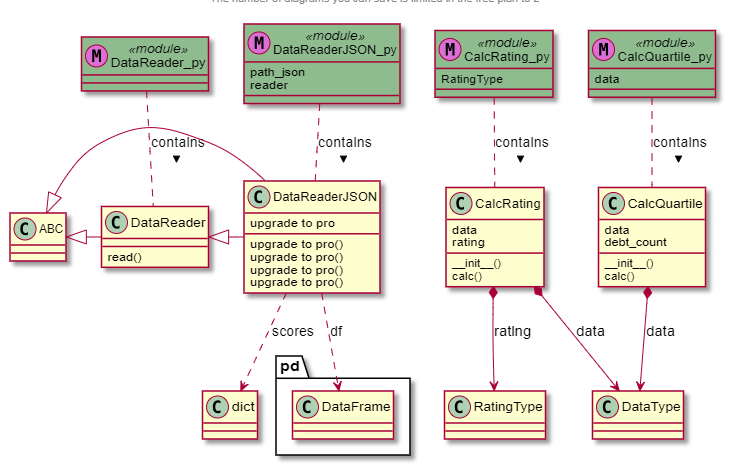 The number of diagrams you can save is limited in the free plan to 2
M «module» DataReader_py
M «module» DataReaderJSON_py
path_json
reader
M «module» CalcRating_py
RatingType
M «module» CalcQuartile_py
data
contains
contains
contains
contains
C ABC
C DataReader
read()
C DataReaderJSON
upgrade to pro
upgrade to pro()
upgrade to pro()
upgrade to pro()
upgrade to pro()
C CalcRating
data
rating
__init__()
calc()
C CalcQuartile
data
debt_count
__init__()
calc()
scores
df
rating
data
data
pd
C dict
C DataFrame
C RatingType
C DataType